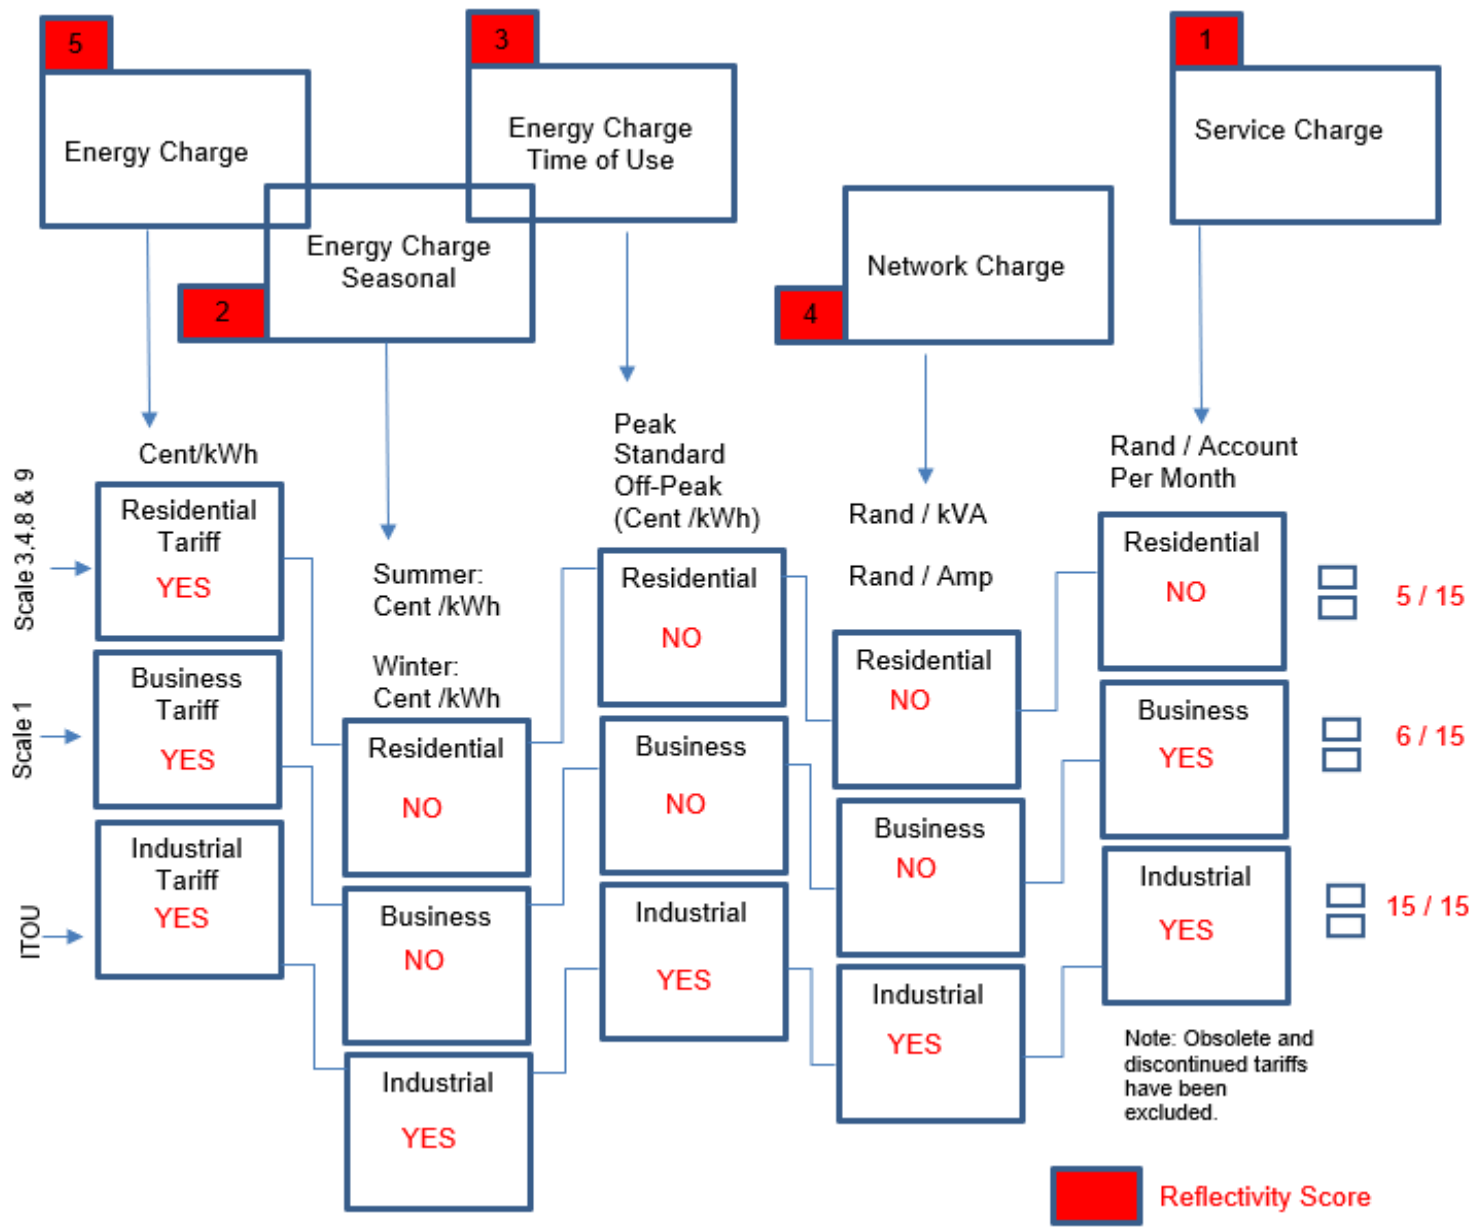 5
Energy Charge
2
Energy Charge
Seasonal
3
Energy Charge
Time of Use
4
Network Charge
1
Service Charge
Cent/kWh
Summer:
Cent /kWh
Winter:
Cent /kWh
Peak
Standard
Off-Peak
(Cent /kWh)
Rand / kVA
Rand / Amp
Rand / Account
Per Month
Scale 3.4.8 & 9
Residential
Tariff
YES
Residential
NO
Residential
NO
Residential
NO
Residential
NO
5 / 15
Scale 1
Business
Tariff
YES
Business
NO
Business
NO
Business
NO
Business
YES
6 / 15
ITOU
Industrial
Tariff
YES
Industrial
YES
Industrial
YES
Industrial
YES
Industrial
YES
15 / 15
Note: Obsolete and
discontinued tariffs
have been
excluded.
Reflectivity Score